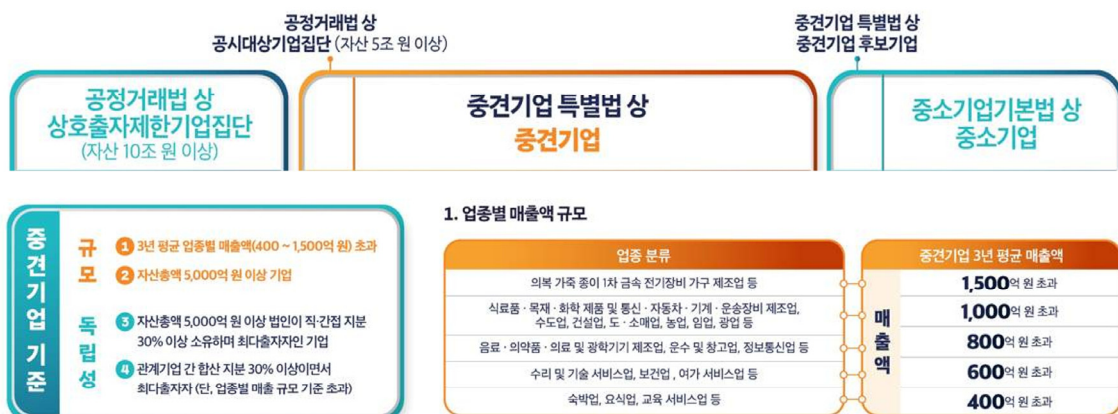 공정거래법 상
공시대상기업집단 (자산 5조 원 이상)
중견기업 특별법 상
중견기업 후보기업
공정거래법 상
상호출자제한기업집단
(자산 10조 원 이상)
중견기업 특별법 상
중견기업
중소기업기본법 상
중소기업
중견기업 기준
규모
1 3년 평균 업종별 매출액(400 ~ 1,500억 원) 초과
2 자산총액 5,000억 원 이상 기업
독립성
3 자산총액 5,000억 원 이상 법인이 직·간접 지분
30% 이상 소유하며 최다출자자인 기업
4 관계기업 간 합산 지분 30% 이상이면서
최다출자자 (단, 업종별 매출 규모 기준 초과)
1. 업종별 매출액 규모
업종 분류
중견기업 3년 평균 매출액
매출액
의복 가죽 종이 1차 금속 전기장비 가구 제조업 등
1,500억 원 초과
식료품 · 목재 · 화학 제품 및 통신 · 자동차 · 기계 · 운송장비 제조업,
수도업, 건설업, 도 · 소매업, 농업, 임업, 광업 등
1,000억 원 초과
음료 · 의약품 · 의료 및 광학기기 제조업, 운수 및 창고업, 정보통신업 등
800억 원 초과
수리 및 기술 서비스업, 보건업 , 여가 서비스업 등
600억 원 초과
숙박업, 요식업, 교육 서비스업 등
400억 원 초과